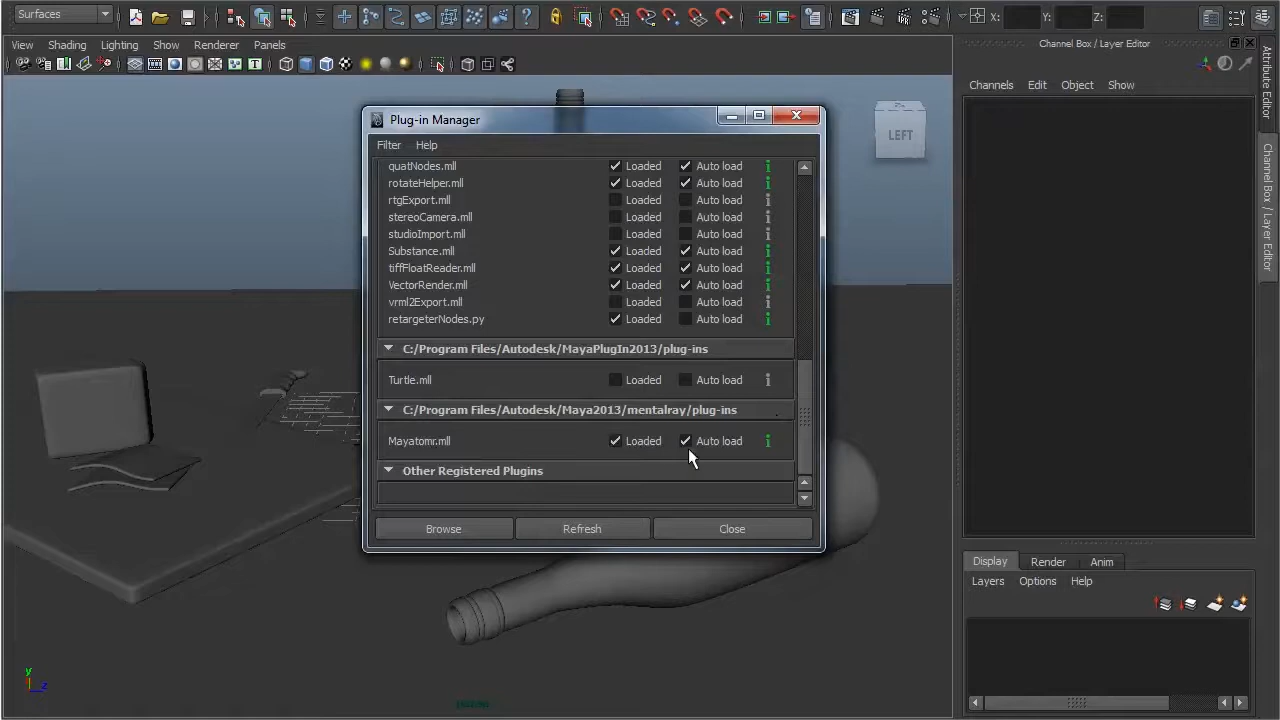 Surfaces
X:
Y:
Z:
View Shading Lighting Show Renderer Panels
Channel Box / Layer Editor
Channels Edit Object Show
Attribute Editor
Channel Box / Layer Editor
LEFT
Plug-in Manager
Filter Help
quatNodes.mll Loaded Auto load
rotateHelper.mll Loaded Auto load
rtgExport.mll Loaded Auto load
stereoCamera.mll Loaded Auto load
studioImport.mll Loaded Auto load
Substance.mll Loaded Auto load
tiffFloatReader.mll Loaded Auto load
VectorRender.mll Loaded Auto load
vrml2Export.mll Loaded Auto load
retargeterNodes.py Loaded Auto load
C:/Program Files/Autodesk/MayaPlugIn2013/plug-ins
Turtle.mll Loaded Auto load
C:/Program Files/Autodesk/Maya2013/mentalray/plug-ins
Mayatomr.mll Loaded Auto load
Other Registered Plugins
Browse Refresh Close
Display Render Anim
Layers Options Help
y
z